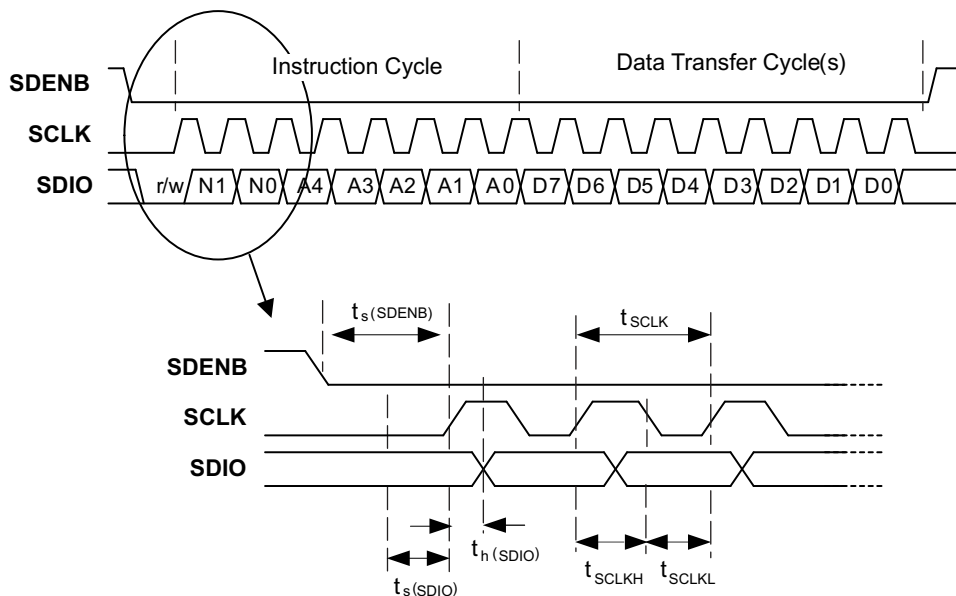 Instruction Cycle Data Transfer Cycle(s)
SDENB
SCLK
SDIO r/w N1 N0 A4 A3 A2 A1 A0 D7 D6 D5 D4 D3 D2 D1 D0
ts(SDENB) tSCLK
SDENB
SCLK
SDIO
th(SDIO)
ts(SDIO) tSCLKH tSCLKL